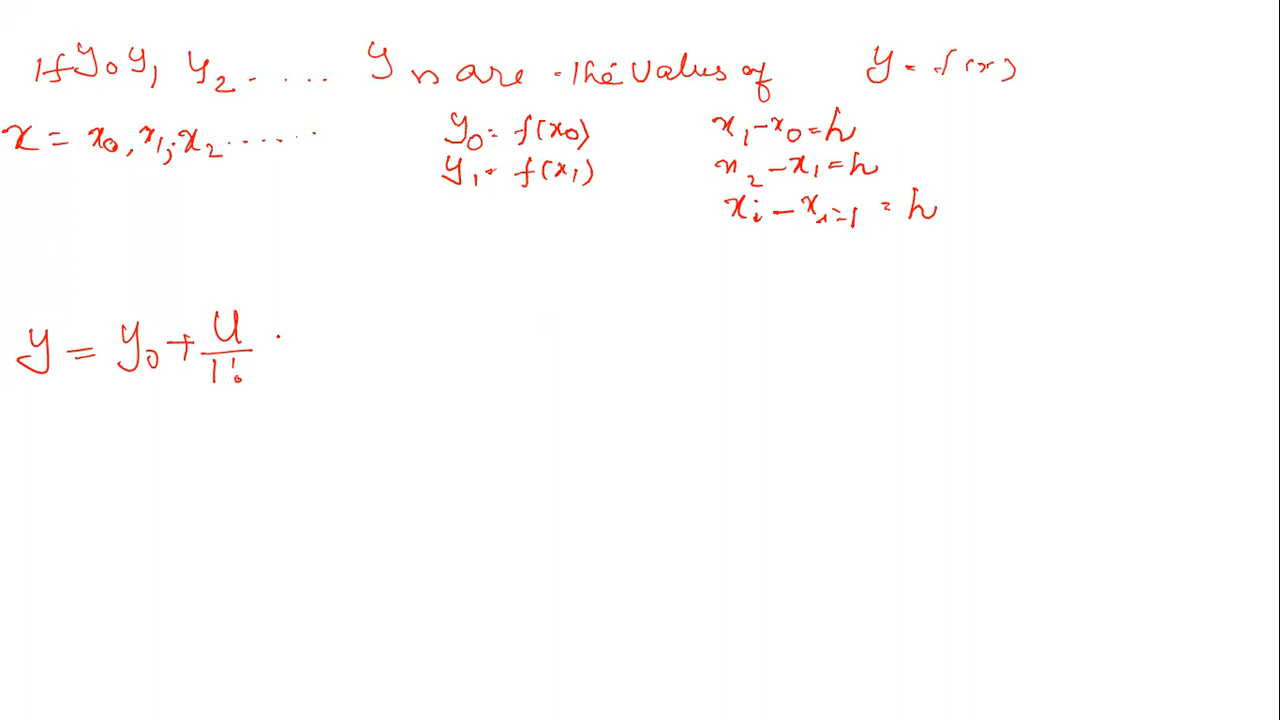 If y₀ y₁ y₂ - . . . . yn are the values of y = f(x)
x = x₀, x₁, x₂ . . . . . . y₀ = f(x₀) x₁ - x₀ = h
y₁ = f(x₁) x₂ - x₁ = h
xᵢ - xᵢ₌₁ = h
y = y₀ + U/1! .